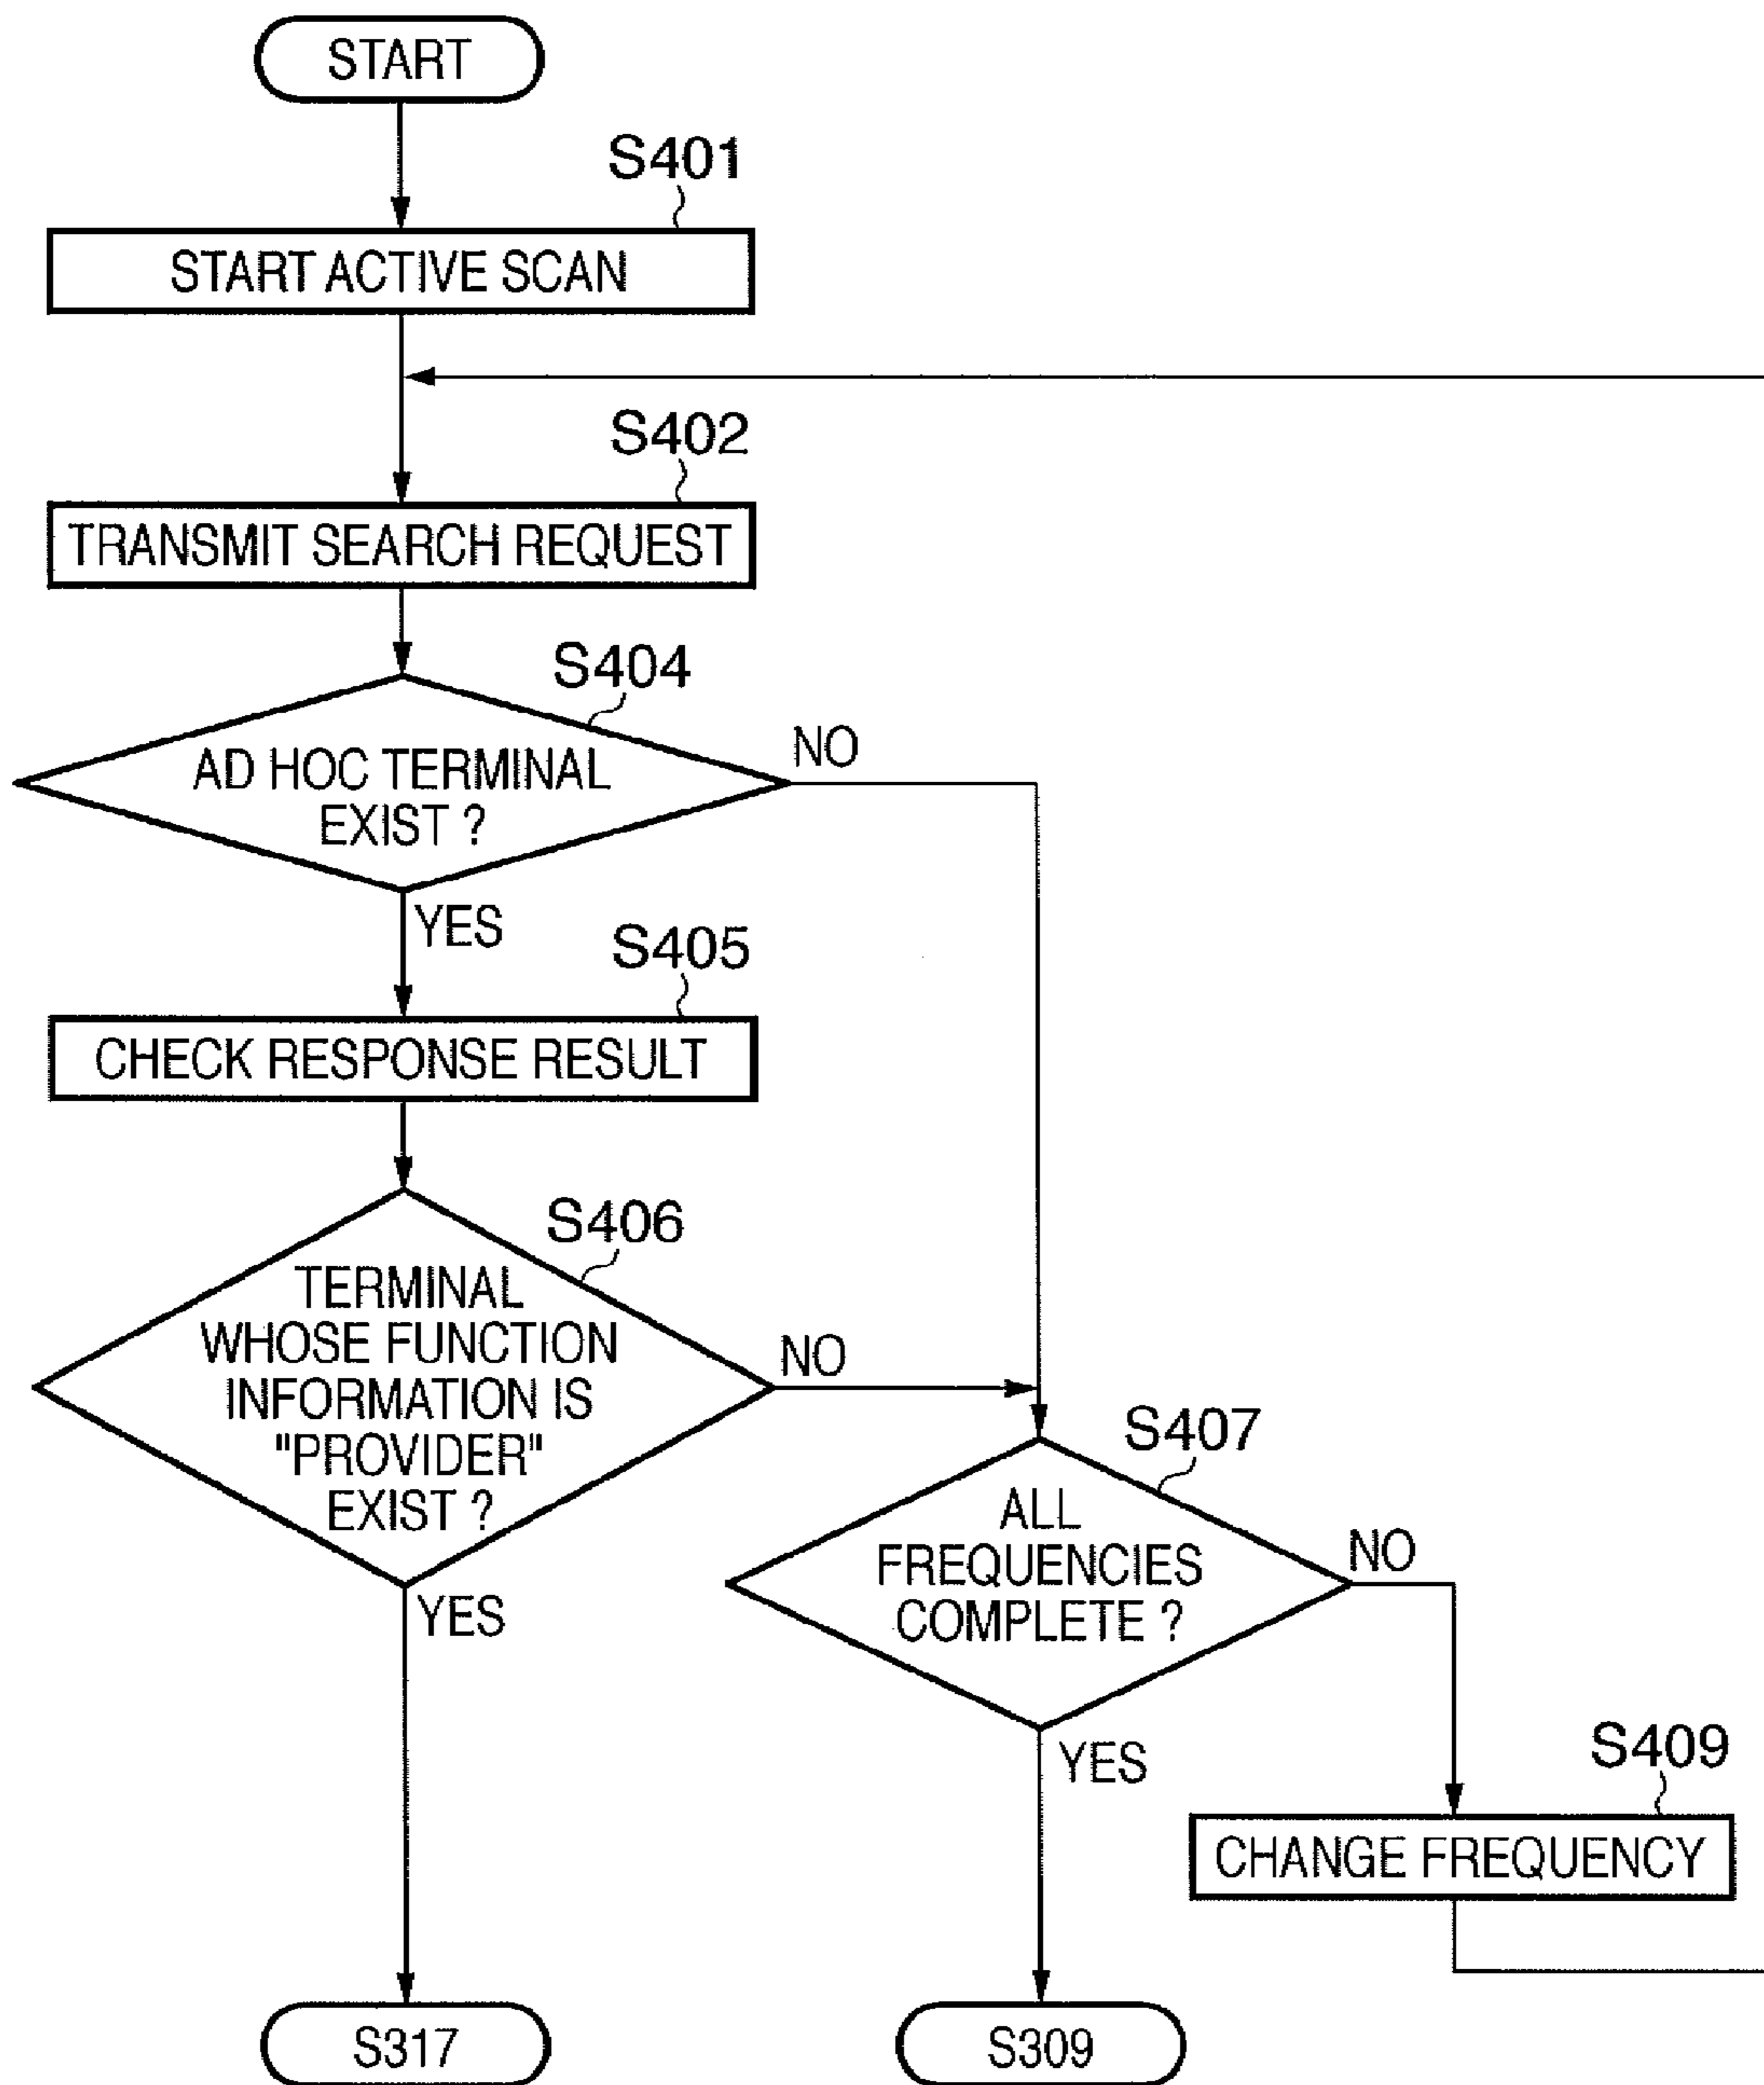 START
S401
START ACTIVE SCAN
S402
TRANSMIT SEARCH REQUEST
S404
AD HOC TERMINAL
EXIST ?
NO
YES
S405
CHECK RESPONSE RESULT
S406
TERMINAL
WHOSE FUNCTION
INFORMATION IS
"PROVIDER"
EXIST ?
NO
YES
S407
ALL
FREQUENCIES
COMPLETE ?
NO
YES
S409
CHANGE FREQUENCY
S317
S309